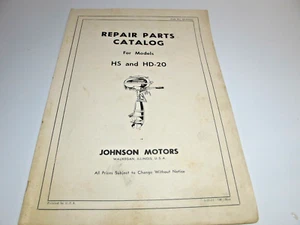 REPAIR PARTS
CATALOG
For Models
HS and HD-20
JOHNSON MOTORS
WAUKEGAN, ILLINOIS, U.S.A.
All Prices Subject to Change Without Notice